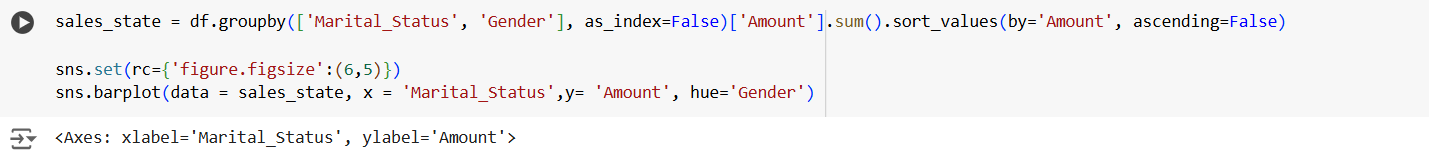 sales_state = df.groupby(['Marital_Status', 'Gender'], as_index=False)['Amount'].sum().sort_values(by='Amount', ascending=False)
sns.set(rc={'figure.figsize':(6,5)})
sns.barplot(data = sales_state, x = 'Marital_Status',y= 'Amount', hue='Gender')
<Axes: xlabel='Marital_Status', ylabel='Amount'>